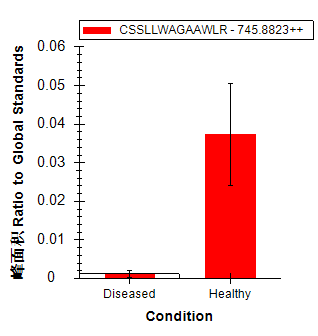 CSSLLWAGAAWLR - 745.8823++
0.06
0.05
0.04
0.03
0.02
0.01
0
峰面积 Ratio to Global Standards
Diseased Healthy
Condition